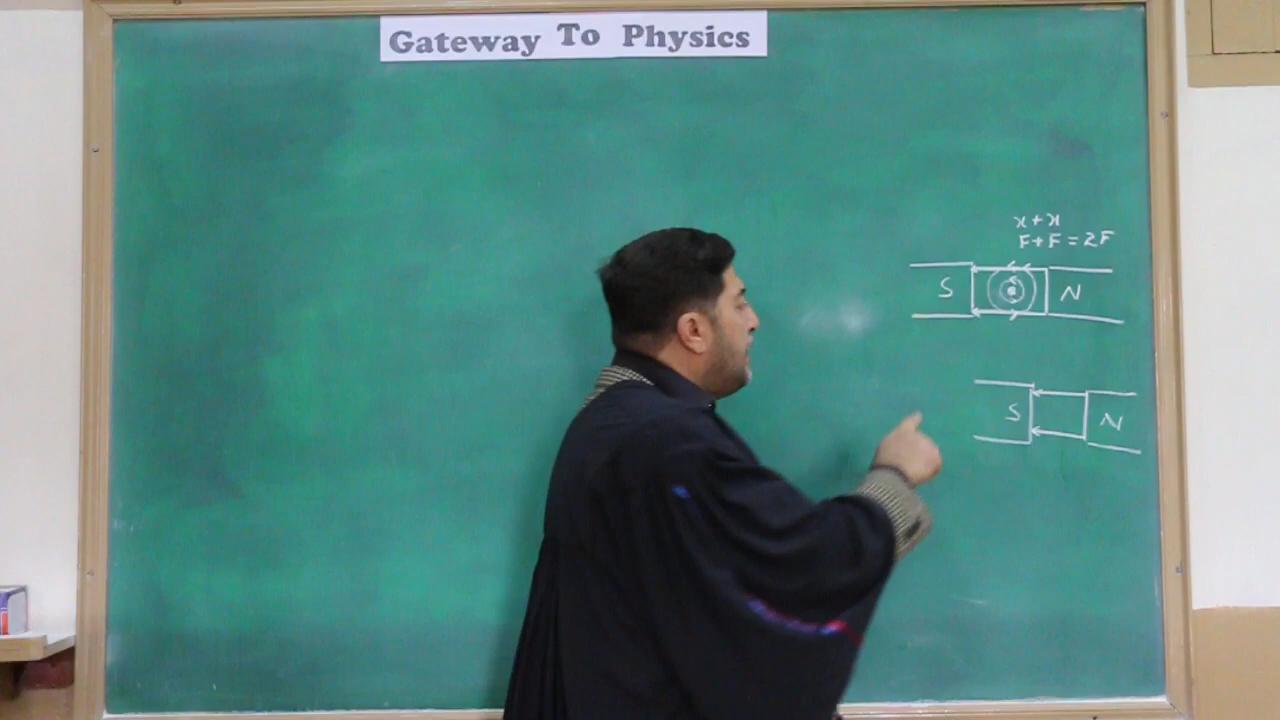 Gateway To Physics
x + x
F + F = 2F
S N
S N